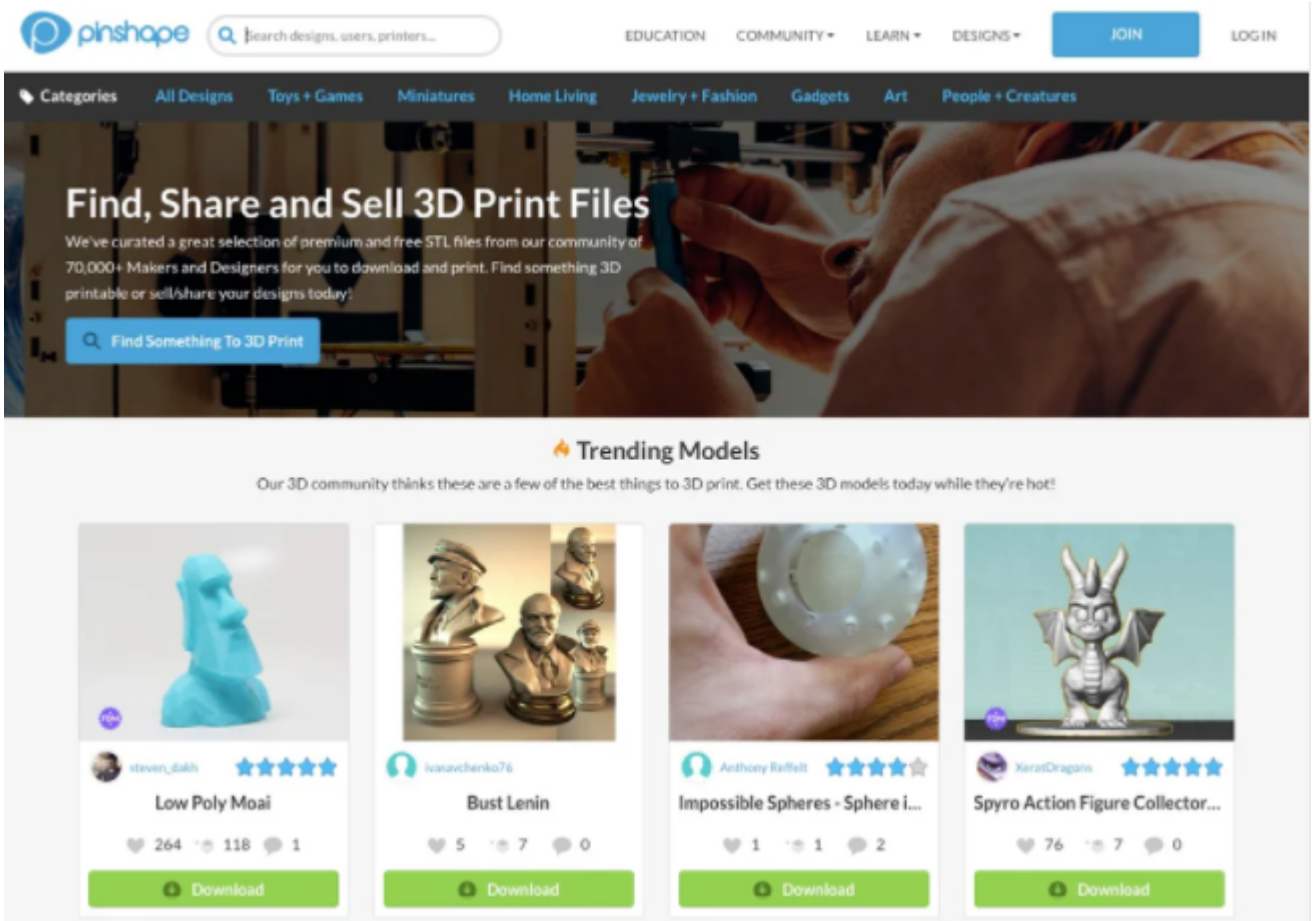 pinshape
Search designs, users, printers...
EDUCATION COMMUNITY LEARN DESIGNS JOIN LOG IN
Categories All Designs Toys + Games Miniatures Home Living Jewelry + Fashion Gadgets Art People + Creatures
Find, Share and Sell 3D Print Files
We've curated a great selection of premium and free STL files from our community of
70,000+ Makers and Designers for you to download and print. Find something 3D
printable or sell/share your designs today!
Find Something To 3D Print
Trending Models
Our 3D community thinks these are a few of the best things to 3D print. Get these 3D models today while they're hot!
steven_dakh
Low Poly Moai
264 118 1
Download
ivasavchenko76
Bust Lenin
5 7 0
Download
Anthony Reffelt
Impossible Spheres - Sphere i...
1 1 2
Download
XeratDragons
Spyro Action Figure Collector...
76 7 0
Download